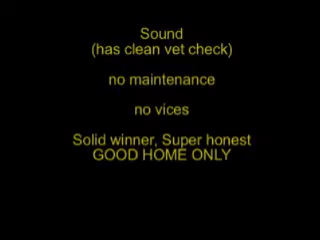 Sound
(has clean vet check)
no maintenance
no vices
Solid winner, Super honest
GOOD HOME ONLY